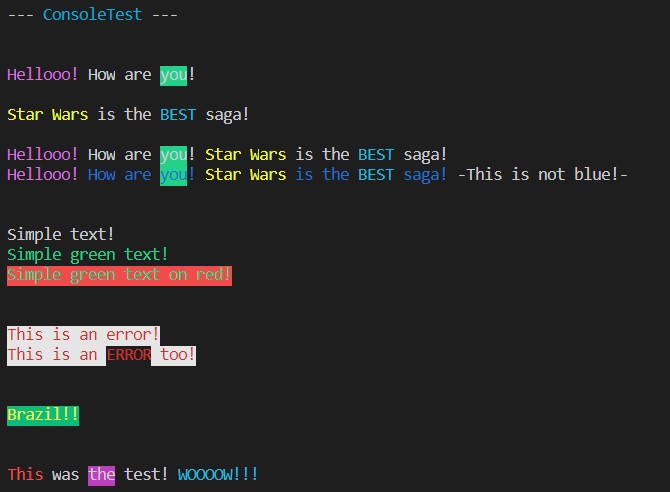 --- ConsoleTest ---
Hellooo! How are you!
Star Wars is the BEST saga!
Hellooo! How are you! Star Wars is the BEST saga!
Hellooo! How are you! Star Wars is the BEST saga! -This is not blue!-
Simple text!
Simple green text!
Simple green text on red!
This is an error!
This is an ERROR too!
Brazil!!
This was the test! WOOOOW!!!